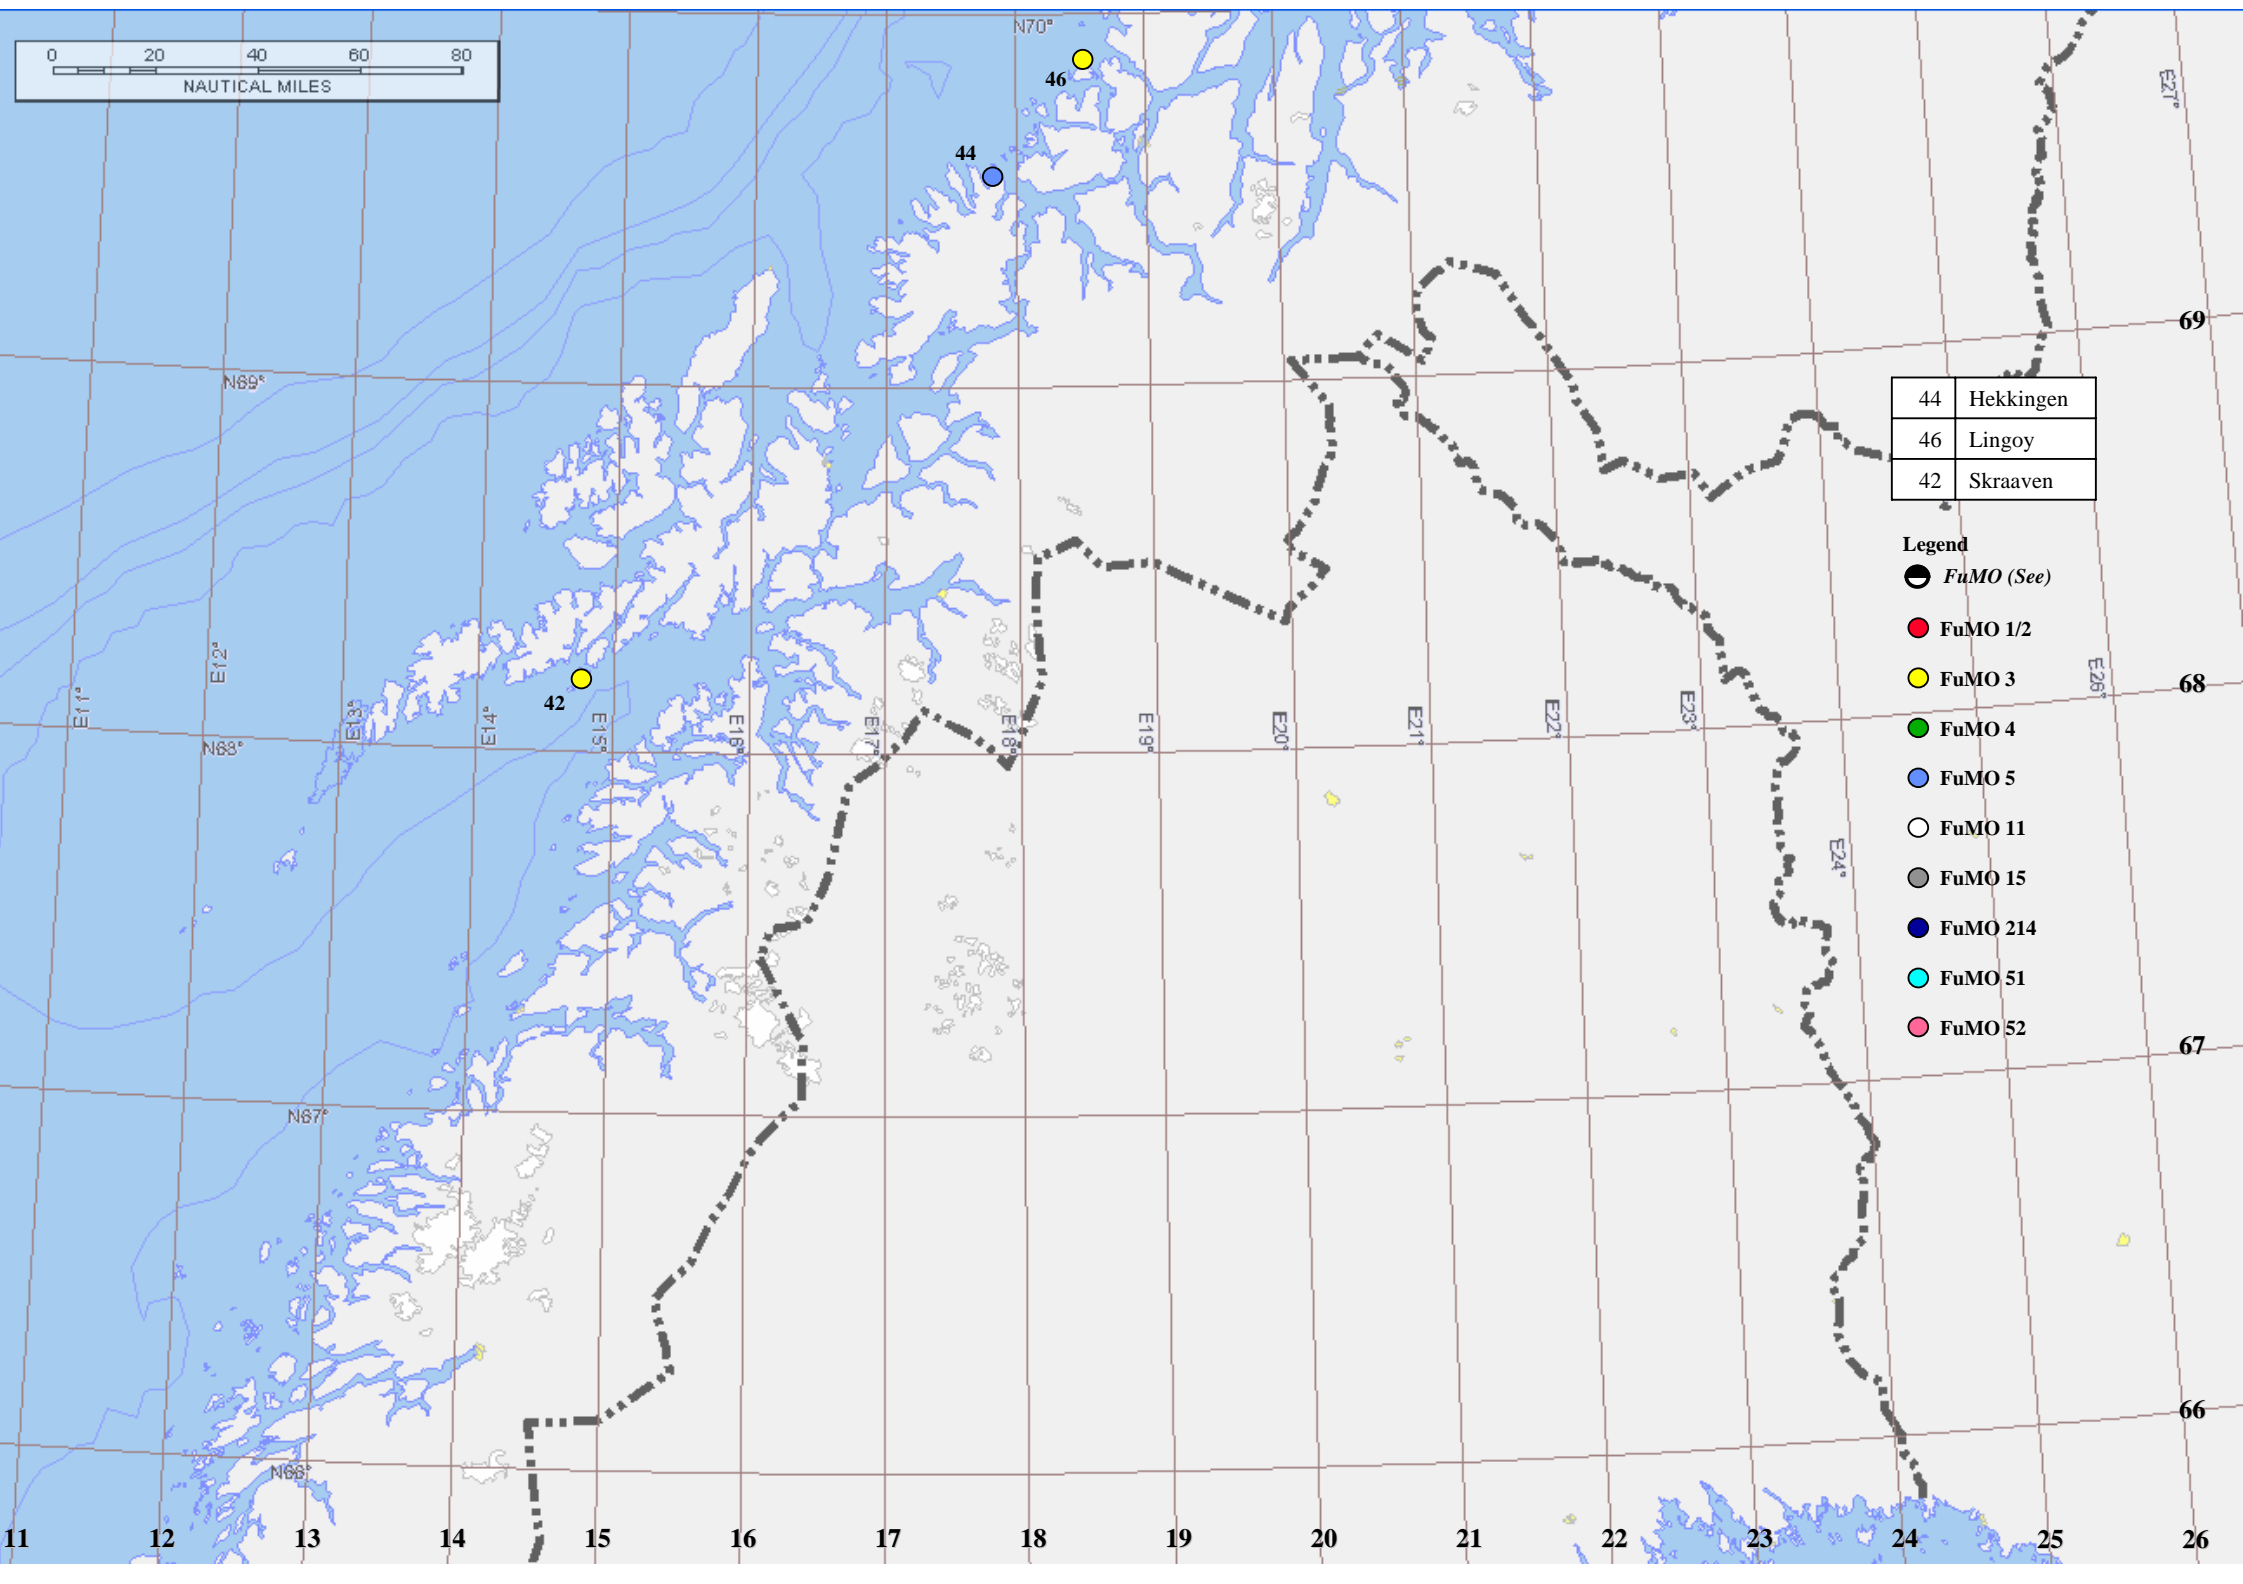 N70°
0 20 40 60 80
NAUTICAL MILES
46
E27°
44
69
N69°
44 Hekkingen
46 Lingoy
42 Skraaven
Legend
FuMO (See)
FuMO 1/2
E12°
E26°
68
FuMO 3
42
E11°
E13°
E14°
E15°
E16°
E17°
E18°
E19°
E20°
E21°
E22°
E23°
FuMO 4
N68°
FuMO 5
FuMO 11
E24°
FuMO 15
FuMO 214
FuMO 51
FuMO 52
67
N67°
66
N66°
11 12 13 14 15 16 17 18 19 20 21 22 23 24 25 26